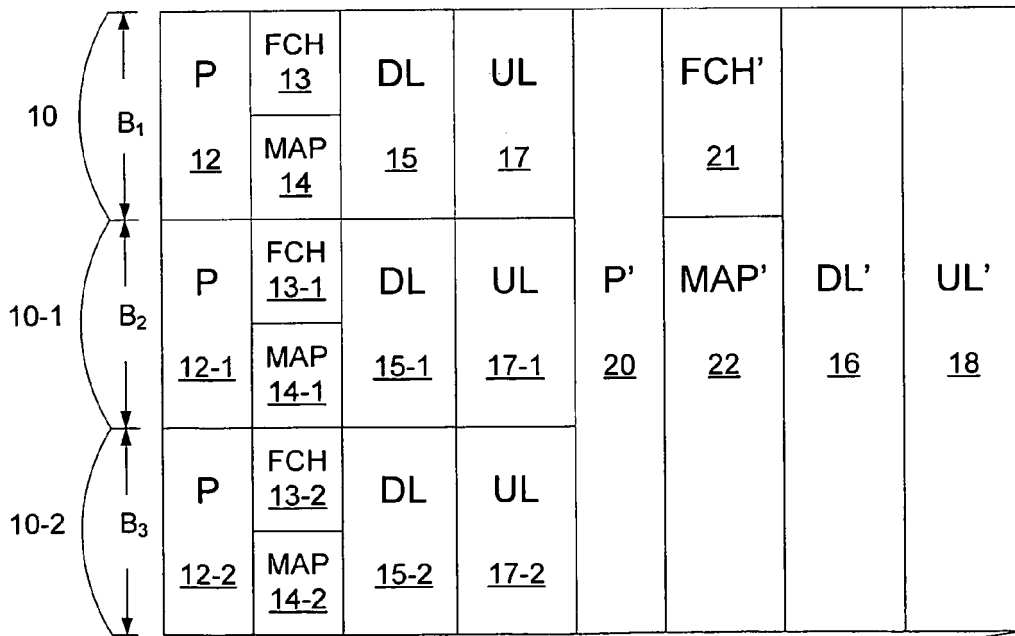 10
B₁
P
12
FCH
13
MAP
14
DL
15
UL
17
FCH'
21
10-1
B₂
P
12-1
FCH
13-1
MAP
14-1
DL
15-1
UL
17-1
P'
20
MAP'
22
DL'
16
UL'
18
10-2
B₃
P
12-2
FCH
13-2
MAP
14-2
DL
15-2
UL
17-2